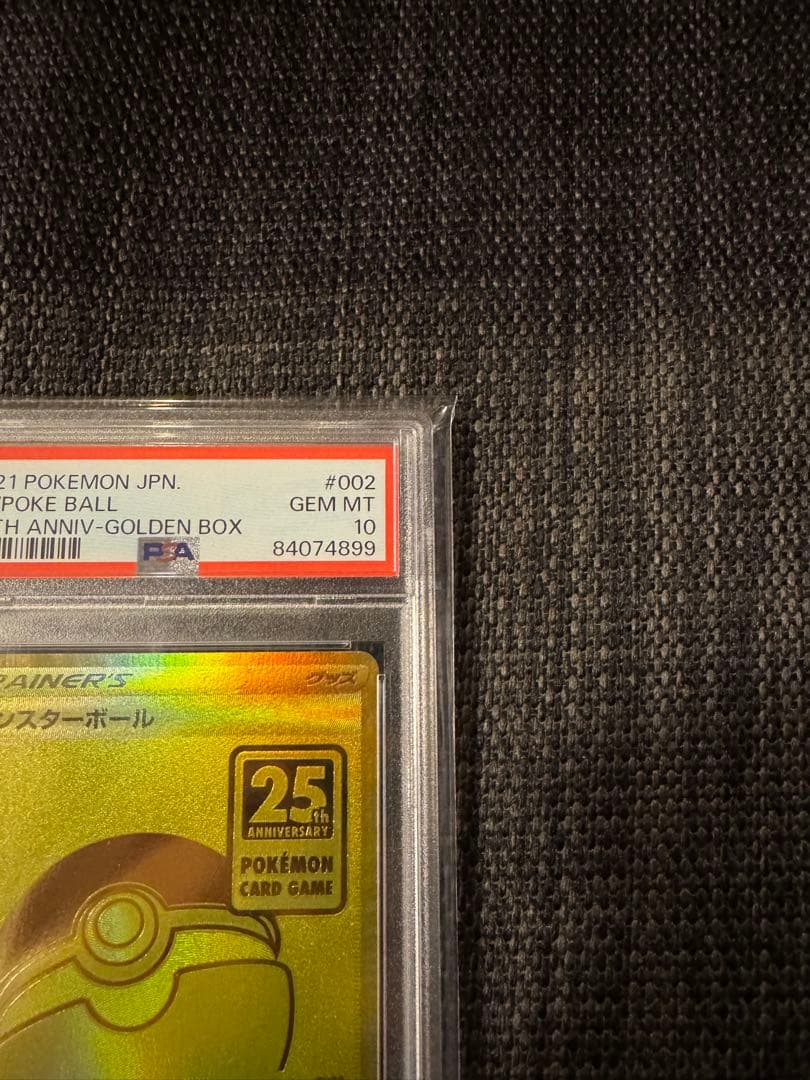 21 POKEMON JPN. #002
/POKE BALL GEM MT
TH ANNIV-GOLDEN BOX 10
PSA 84074899
RAINER'S グッズ
ンスターボール
25th
ANNIVERSARY
POKÉMON
CARD GAME